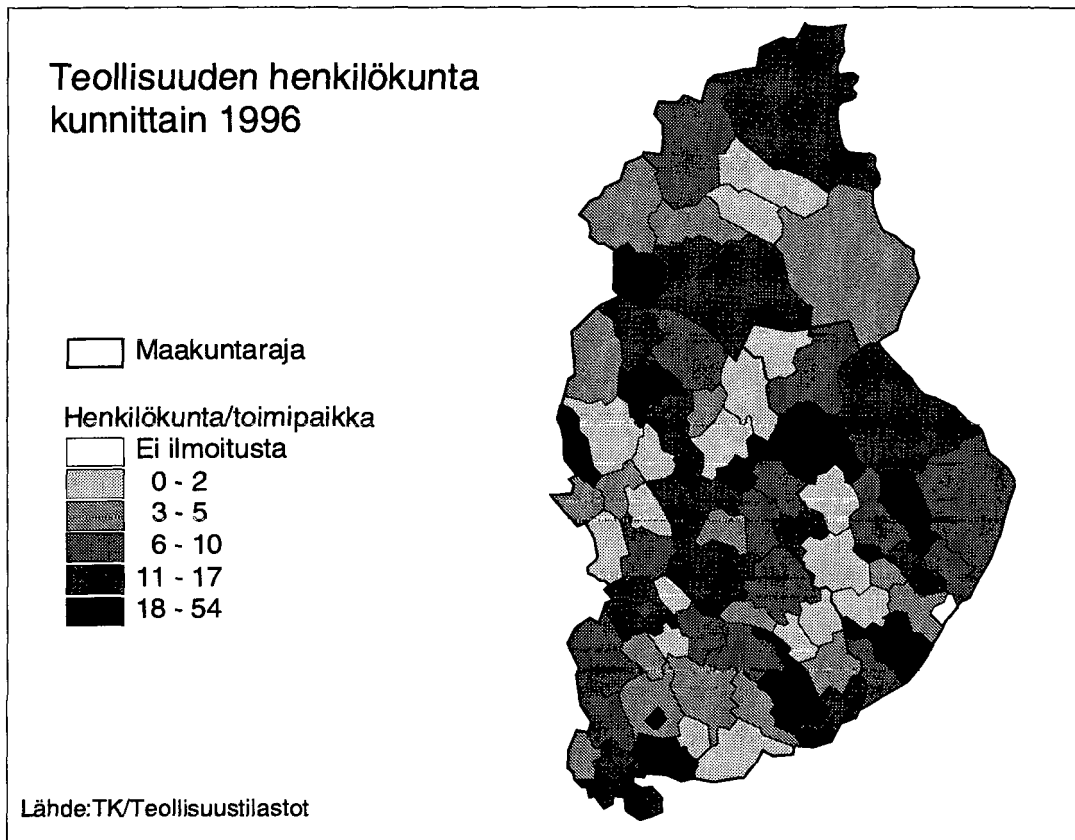 Teollisuuden henkilökunta
kunnittain 1996
Maakuntaraja
Henkilökunta/toimipaikka
Ei ilmoitusta
0 - 2
3 - 5
6 - 10
11 - 17
18 - 54
Lähde:TK/Teollisuustilastot